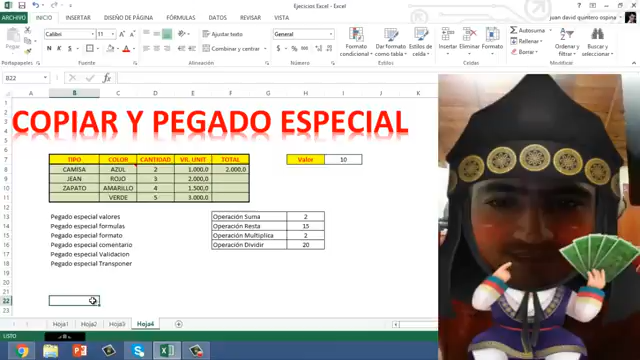 Ejercicios Excel - Excel
juan david quintero ospina
ARCHIVO INICIO INSERTAR DISEÑO DE PÁGINA FÓRMULAS DATOS REVISAR VISTA
Calibri 11
Ajustar texto
General
Combinar y centrar
Pegar
Formato condicional
Dar formato como tabla
Estilos de celda
Insertar Eliminar Formato
Borrar
Ordenar y filtrar
Buscar y seleccionar
Portapapeles Fuente Alineación Número Estilos Celdas Modificar
B22 fx
A B C D E F G H I J K
COPIAR Y PEGADO ESPECIAL
TIPO COLOR CANTIDAD VR. UNIT TOTAL Valor 10
CAMISA AZUL 2 1.000,0 2.000,0
JEAN ROJO 3 2.000,0
ZAPATO AMARILLO 4 1.500,0
VERDE 5 3.000,0
Pegado especial valores Operación Suma 2
Pegado especial formulas Operación Resta 15
Pegado especial formato Operación Multiplica 2
Pegado especial comentario Operación Dividir 20
Pegado especial Validacion
Pegado especial Transponer
Hoja1 Hoja2 Hoja3 Hoja4
LISTO